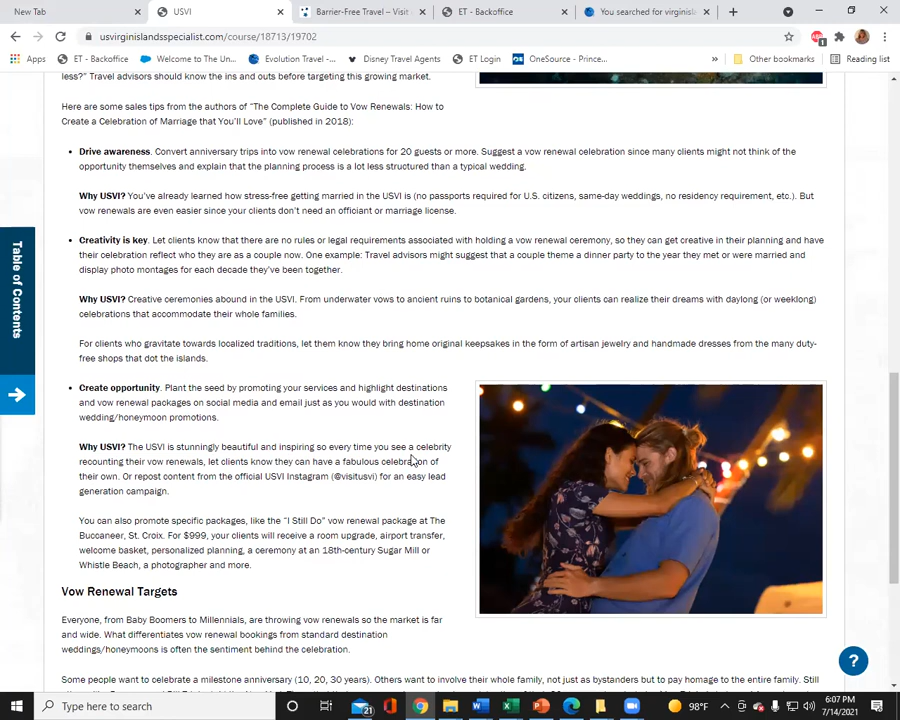 New Tab
USVI
Barrier-Free Travel – Visit
ET - Backoffice
You searched for virginisl
usvirginislandsspecialist.com/course/18713/19702
Apps
ET - Backoffice
Welcome to The Un...
Evolution Travel -...
Disney Travel Agents
ET Login
OneSource - Prince...
Other bookmarks
Reading list
less?" Travel advisors should know the ins and outs before targeting this growing market.
Here are some sales tips from the authors of "The Complete Guide to Vow Renewals: How to
Create a Celebration of Marriage that You'll Love" (published in 2018):
Drive awareness. Convert anniversary trips into vow renewal celebrations for 20 guests or more. Suggest a vow renewal celebration since many clients might not think of the
opportunity themselves and explain that the planning process is a lot less structured than a typical wedding.
Why USVI? You've already learned how stress-free getting married in the USVI is (no passports required for U.S. citizens, same-day weddings, no residency requirement, etc.). But
vow renewals are even easier since your clients don't need an officiant or marriage license.
Creativity is key. Let clients know that there are no rules or legal requirements associated with holding a vow renewal ceremony, so they can get creative in their planning and have
their celebration reflect who they are as a couple now. One example: Travel advisors might suggest that a couple theme a dinner party to the year they met or were married and
display photo montages for each decade they've been together.
Why USVI? Creative ceremonies abound in the USVI. From underwater vows to ancient ruins to botanical gardens, your clients can realize their dreams with daylong (or weeklong)
celebrations that accommodate their whole families.
For clients who gravitate towards localized traditions, let them know they bring home original keepsakes in the form of artisan jewelry and handmade dresses from the many duty-
free shops that dot the islands.
Create opportunity. Plant the seed by promoting your services and highlight destinations
and vow renewal packages on social media and email just as you would with destination
wedding/honeymoon promotions.
Why USVI? The USVI is stunningly beautiful and inspiring so every time you see a celebrity
recounting their vow renewals, let clients know they can have a fabulous celebration of
their own. Or repost content from the official USVI Instagram (@visitusvi) for an easy lead
generation campaign.
You can also promote specific packages, like the "I Still Do" vow renewal package at The
Buccaneer, St. Croix. For $999, your clients will receive a room upgrade, airport transfer,
welcome basket, personalized planning, a ceremony at an 18th-century Sugar Mill or
Whistle Beach, a photographer and more.
Vow Renewal Targets
Everyone, from Baby Boomers to Millennials, are throwing vow renewals so the market is far
and wide. What differentiates vow renewal bookings from standard destination
weddings/honeymoons is often the sentiment behind the celebration.
Some people want to celebrate a milestone anniversary (10, 20, 30 years). Others want to involve their whole family, not just as bystanders but to pay homage to the entire family. Still
Table of Contents
?
Type here to search
21
98°F
6:07 PM
7/14/2021